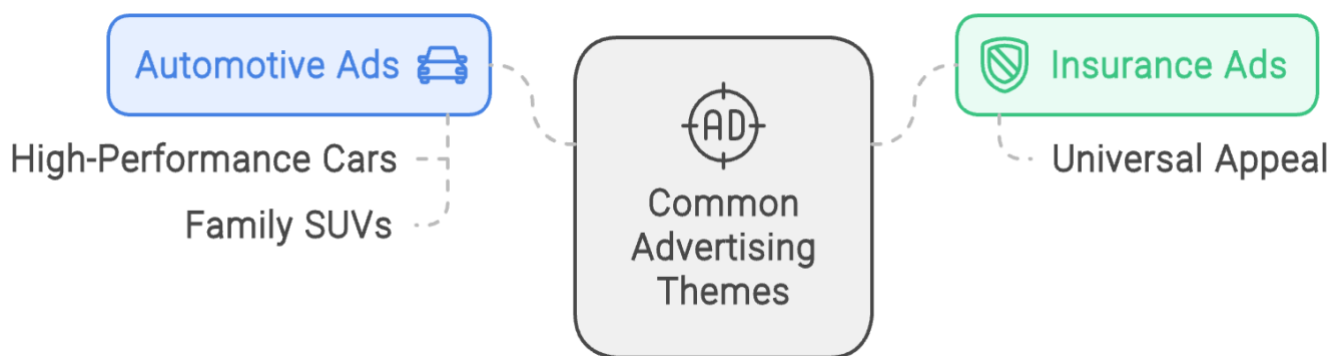 Automotive Ads
High-Performance Cars
Family SUVs
AD
Common
Advertising
Themes
Insurance Ads
Universal Appeal